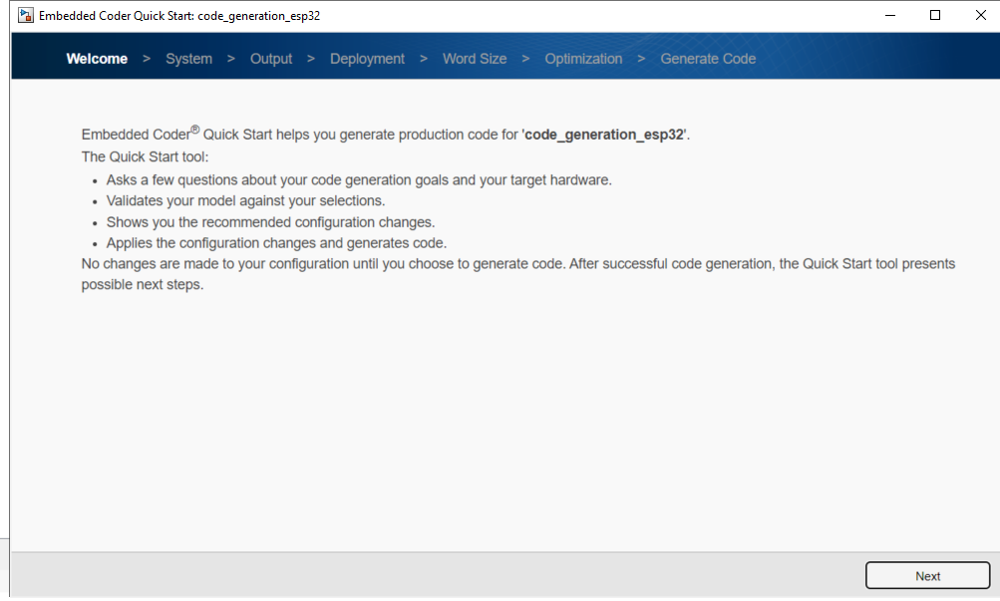 Embedded Coder Quick Start: code_generation_esp32
Welcome > System > Output > Deployment > Word Size > Optimization > Generate Code
Embedded Coder® Quick Start helps you generate production code for 'code_generation_esp32'.
The Quick Start tool:
• Asks a few questions about your code generation goals and your target hardware.
• Validates your model against your selections.
• Shows you the recommended configuration changes.
• Applies the configuration changes and generates code.
No changes are made to your configuration until you choose to generate code. After successful code generation, the Quick Start tool presents
possible next steps.
Next